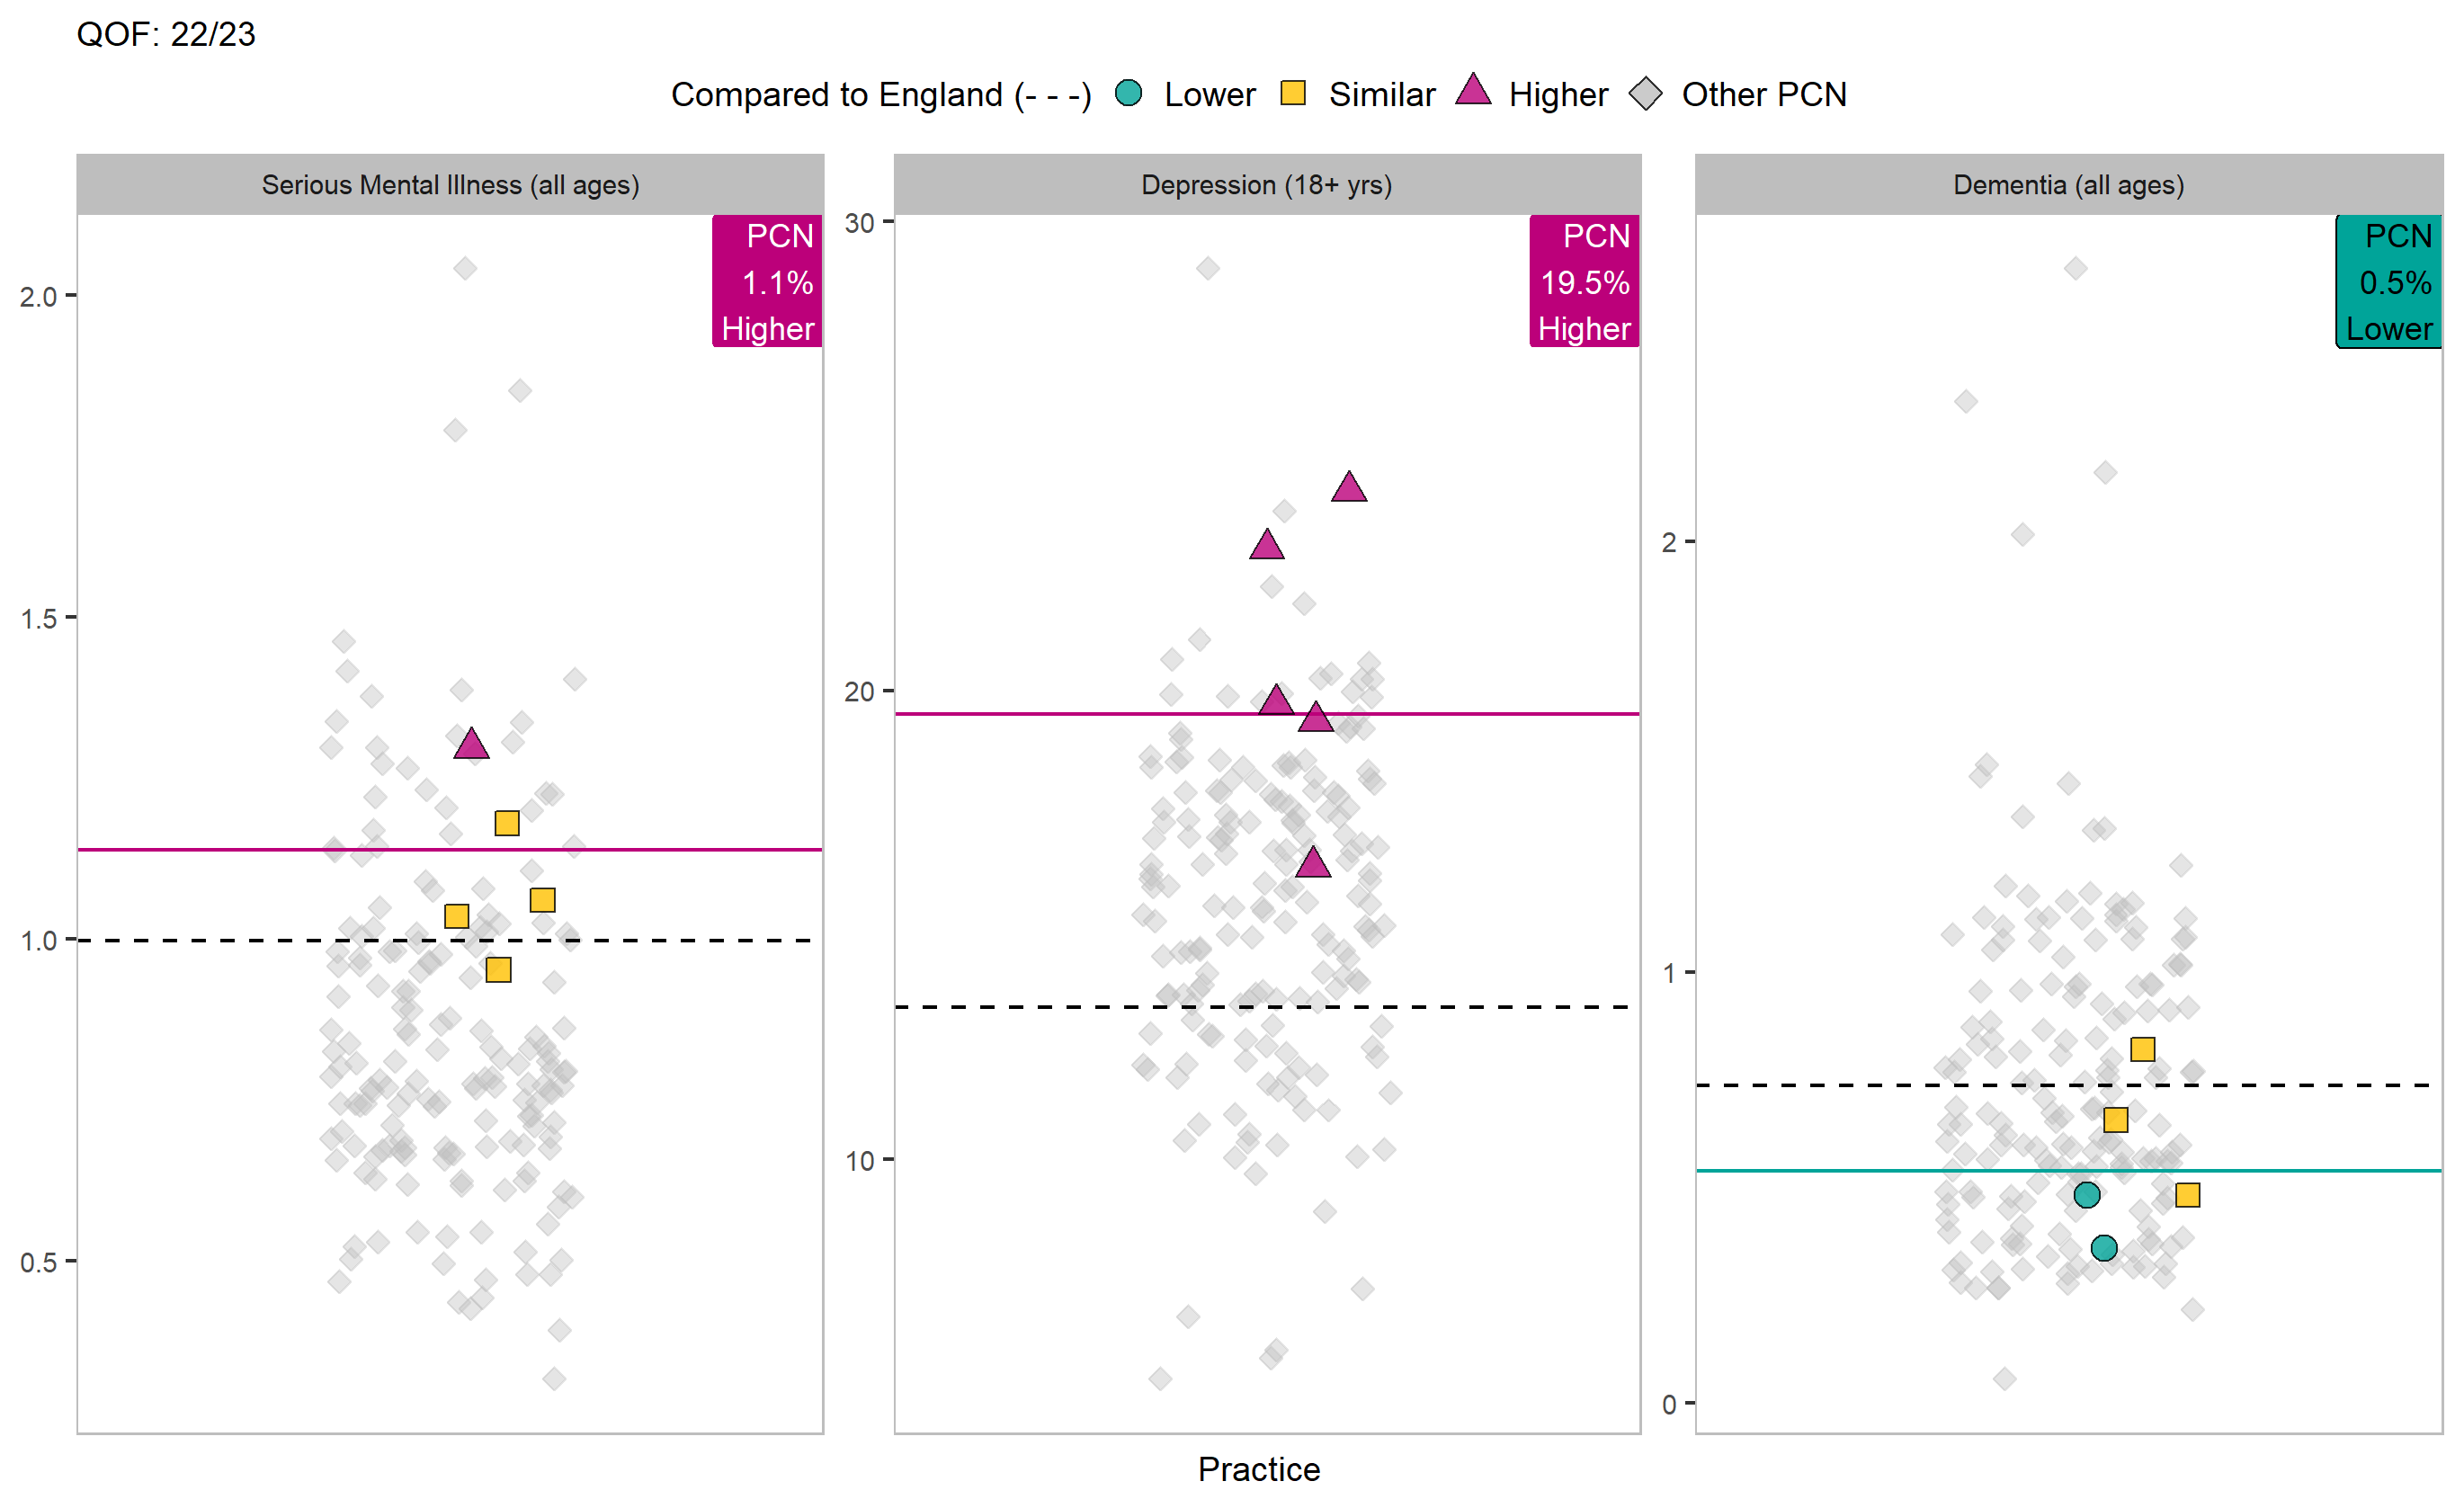 QOF: 22/23
Compared to England (- - -) Lower Similar Higher Other PCN
Serious Mental Illness (all ages)
PCN
1.1%
Higher
2.0
1.5
1.0
0.5
Depression (18+ yrs)
PCN
19.5%
Higher
30
20
10
Dementia (all ages)
PCN
0.5%
Lower
2
1
0
Practice